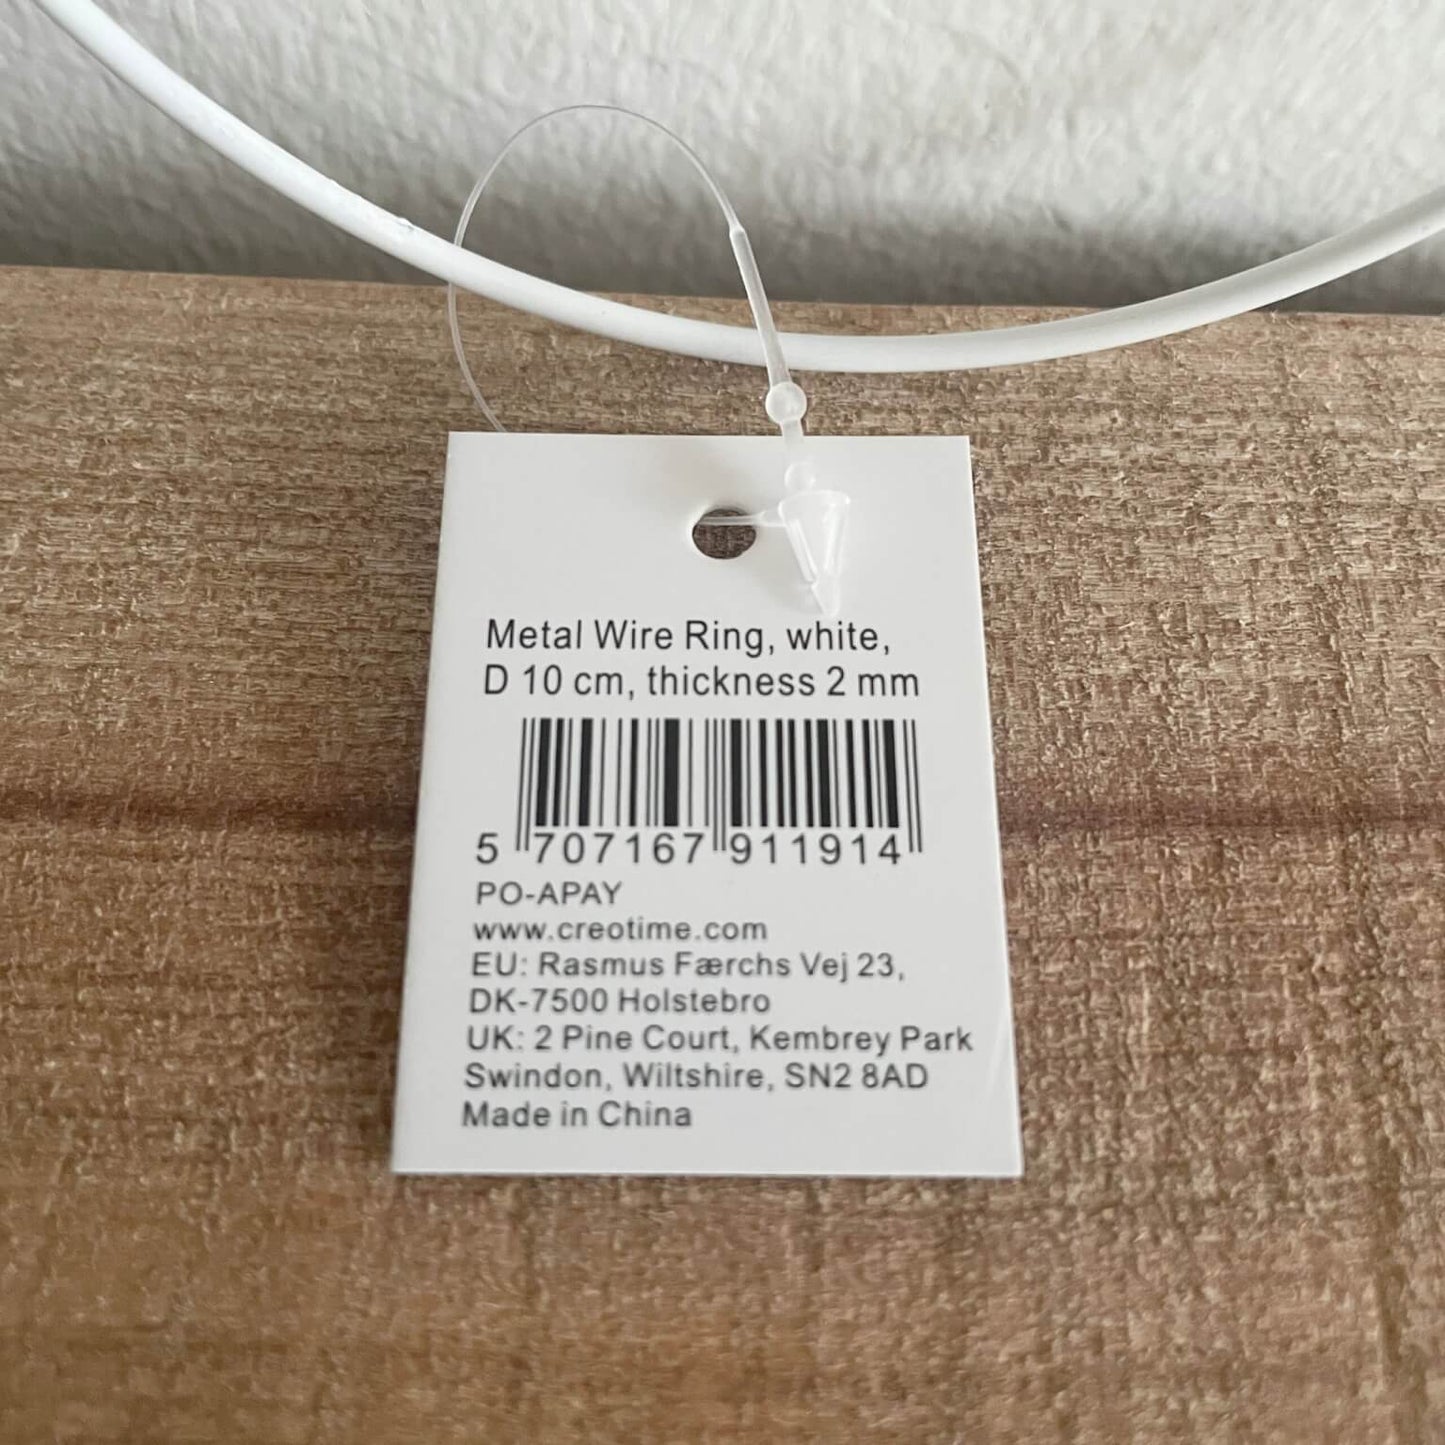 Metal Wire Ring, white,
D 10 cm, thickness 2 mm
5 707167 911914
PO-APAY
www.creotime.com
EU: Rasmus Færchs Vej 23,
DK-7500 Holstebro
UK: 2 Pine Court, Kembrey Park
Swindon, Wiltshire, SN2 8AD
Made in China